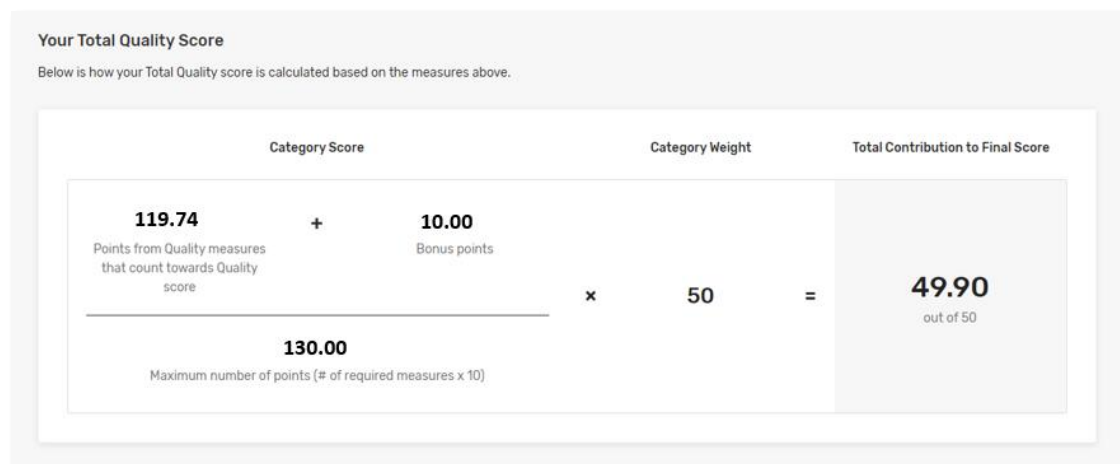 Your Total Quality Score
Below is how your Total Quality score is calculated based on the measures above.
Category Score
Category Weight
Total Contribution to Final Score
119.74
+
10.00
Points from Quality measures
that count towards Quality
score
Bonus points
×
50
=
49.90
out of 50
130.00
Maximum number of points (# of required measures x 10)